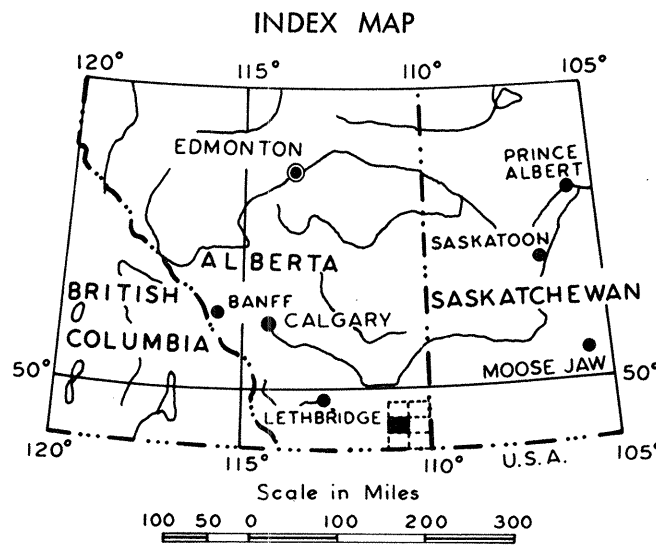 INDEX MAP
120° 115° 110° 105°
EDMONTON
PRINCE
ALBERT
SASKATOON
ALBERTA
BRITISH
BANFF
SASKATCHEWAN
CALGARY
COLUMBIA
MOOSE JAW
50° 50°
LETHBRIDGE
120° 115° 110° 105°
U.S.A.
Scale in Miles
100 50 0 100 200 300